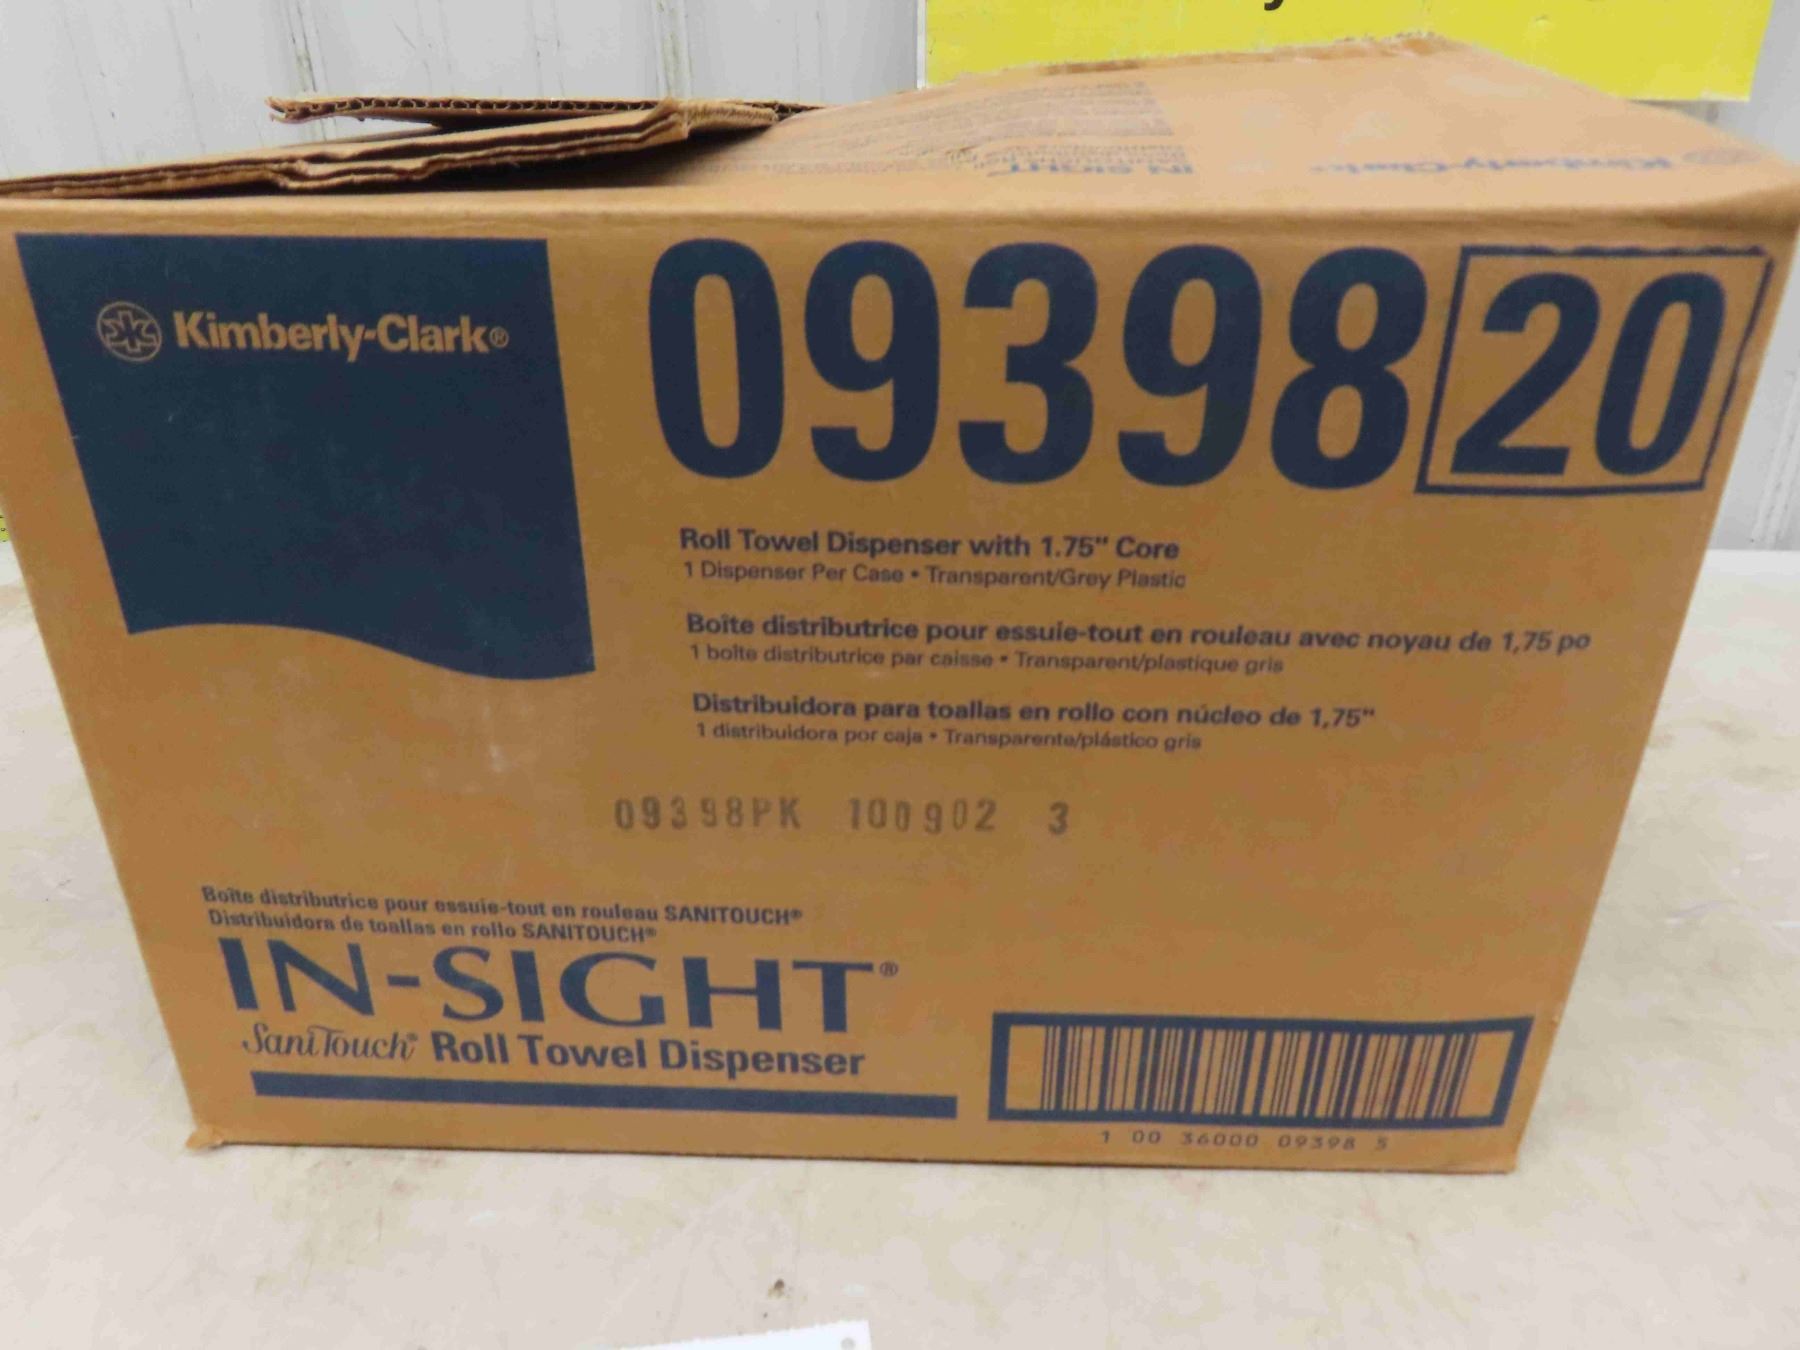 IN-SIGHT
Kimberly-Clark
Kimberly-Clark®
09398 20
Roll Towel Dispenser with 1.75" Core
1 Dispenser Per Case • Transparent/Grey Plastic
Boîte distributrice pour essuie-tout en rouleau avec noyau de 1,75 po
1 boîte distributrice par caisse • Transparent/plastique gris
Distribuidora para toallas en rollo con núcleo de 1,75"
1 distribuidora por caja • Transparente/plástico gris
09398PK 100902 3
Boîte distributrice pour essuie-tout en rouleau SANITOUCH®
Distribuidora de toallas en rollo SANITOUCH®
IN-SIGHT®
SaniTouch® Roll Towel Dispenser
1 00 36000 09398 5